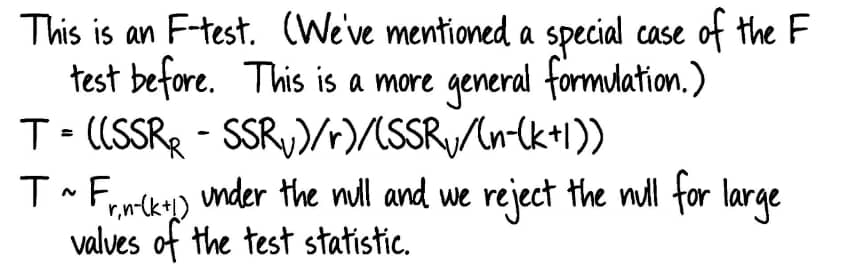 This is an F-test. (We've mentioned a special case of the F
test before. This is a more general formulation.)
T = ((SSR_R - SSR_U)/r)/(SSR_U/(n-(k+1))
T ~ F_r,n-(k+1) under the null and we reject the null for large
values of the test statistic.